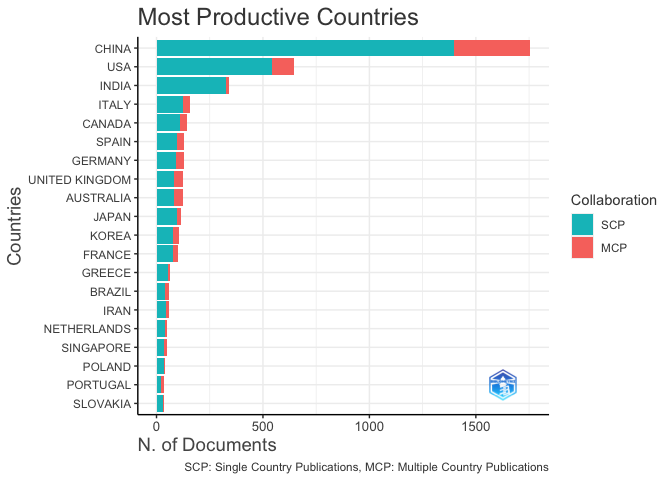 Most Productive Countries
Countries
CHINA
USA
INDIA
ITALY
CANADA
SPAIN
GERMANY
UNITED KINGDOM
AUSTRALIA
JAPAN
KOREA
FRANCE
GREECE
BRAZIL
IRAN
NETHERLANDS
SINGAPORE
POLAND
PORTUGAL
SLOVAKIA
0 500 1000 1500
N. of Documents
SCP: Single Country Publications, MCP: Multiple Country Publications
Collaboration
SCP
MCP